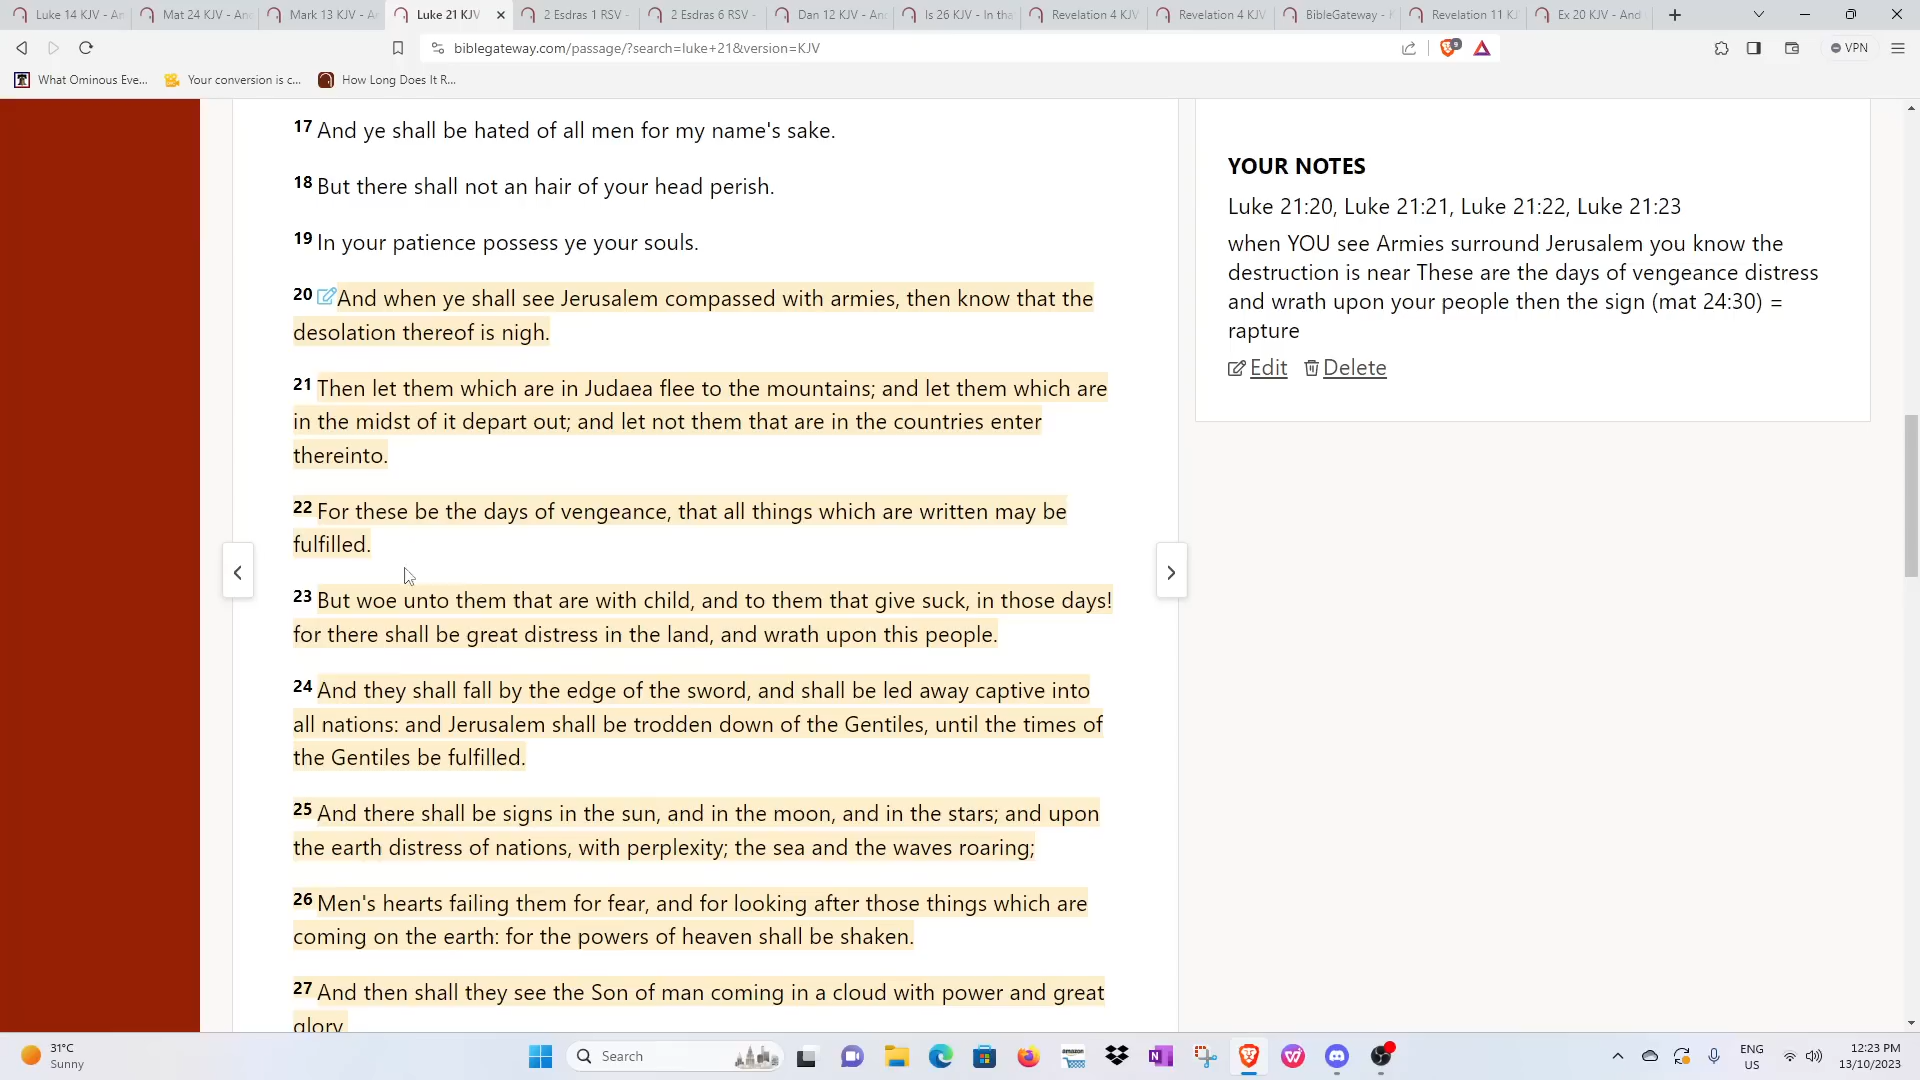 Luke 14 KJV - An
Mat 24 KJV - And
Mark 13 KJV - An
Luke 21 KJV
2 Esdras 1 RSV -
2 Esdras 6 RSV -
Dan 12 KJV - And
Is 26 KJV - In tha
Revelation 4 KJV
Revelation 4 KJV
BibleGateway - K
Revelation 11 KJ
Ex 20 KJV - And
biblegateway.com/passage/?search=luke+21&version=KJV
9
VPN
What Ominous Eve...
Your conversion is c...
How Long Does It R...
17 And ye shall be hated of all men for my name's sake.
18 But there shall not an hair of your head perish.
19 In your patience possess ye your souls.
20 And when ye shall see Jerusalem compassed with armies, then know that the
desolation thereof is nigh.
21 Then let them which are in Judaea flee to the mountains; and let them which are
in the midst of it depart out; and let not them that are in the countries enter
thereinto.
22 For these be the days of vengeance, that all things which are written may be
fulfilled.
23 But woe unto them that are with child, and to them that give suck, in those days!
for there shall be great distress in the land, and wrath upon this people.
24 And they shall fall by the edge of the sword, and shall be led away captive into
all nations: and Jerusalem shall be trodden down of the Gentiles, until the times of
the Gentiles be fulfilled.
25 And there shall be signs in the sun, and in the moon, and in the stars; and upon
the earth distress of nations, with perplexity; the sea and the waves roaring;
26 Men's hearts failing them for fear, and for looking after those things which are
coming on the earth: for the powers of heaven shall be shaken.
27 And then shall they see the Son of man coming in a cloud with power and great
glory.
YOUR NOTES
Luke 21:20, Luke 21:21, Luke 21:22, Luke 21:23
when YOU see Armies surround Jerusalem you know the
destruction is near These are the days of vengeance distress
and wrath upon your people then the sign (mat 24:30) =
rapture
Edit Delete
31°C
Sunny
Search
amazon
ENG
US
12:23 PM
13/10/2023